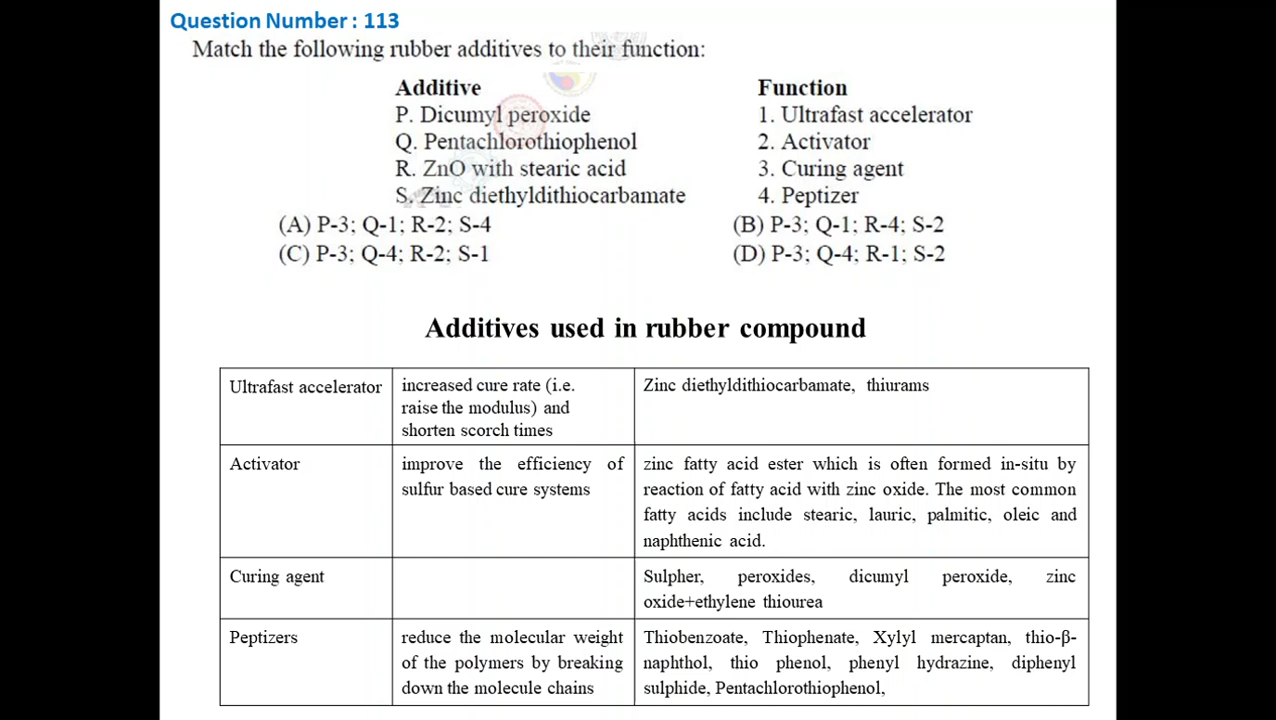 Question Number : 113
Match the following rubber additives to their function:
Additive Function
P. Dicumyl peroxide 1. Ultrafast accelerator
Q. Pentachlorothiophenol 2. Activator
R. ZnO with stearic acid 3. Curing agent
S. Zinc diethyldithiocarbamate 4. Peptizer
(A) P-3; Q-1; R-2; S-4 (B) P-3; Q-1; R-4; S-2
(C) P-3; Q-4; R-2; S-1 (D) P-3; Q-4; R-1; S-2
Additives used in rubber compound
Ultrafast accelerator
increased cure rate (i.e.
raise the modulus) and
shorten scorch times
Zinc diethyldithiocarbamate, thiurams
Activator
improve the efficiency of
sulfur based cure systems
zinc fatty acid ester which is often formed in-situ by
reaction of fatty acid with zinc oxide. The most common
fatty acids include stearic, lauric, palmitic, oleic and
naphthenic acid.
Curing agent
Sulpher, peroxides, dicumyl peroxide, zinc
oxide+ethylene thiourea
Peptizers
reduce the molecular weight
of the polymers by breaking
down the molecule chains
Thiobenzoate, Thiophenate, Xylyl mercaptan, thio-β-
naphthol, thio phenol, phenyl hydrazine, diphenyl
sulphide, Pentachlorothiophenol,